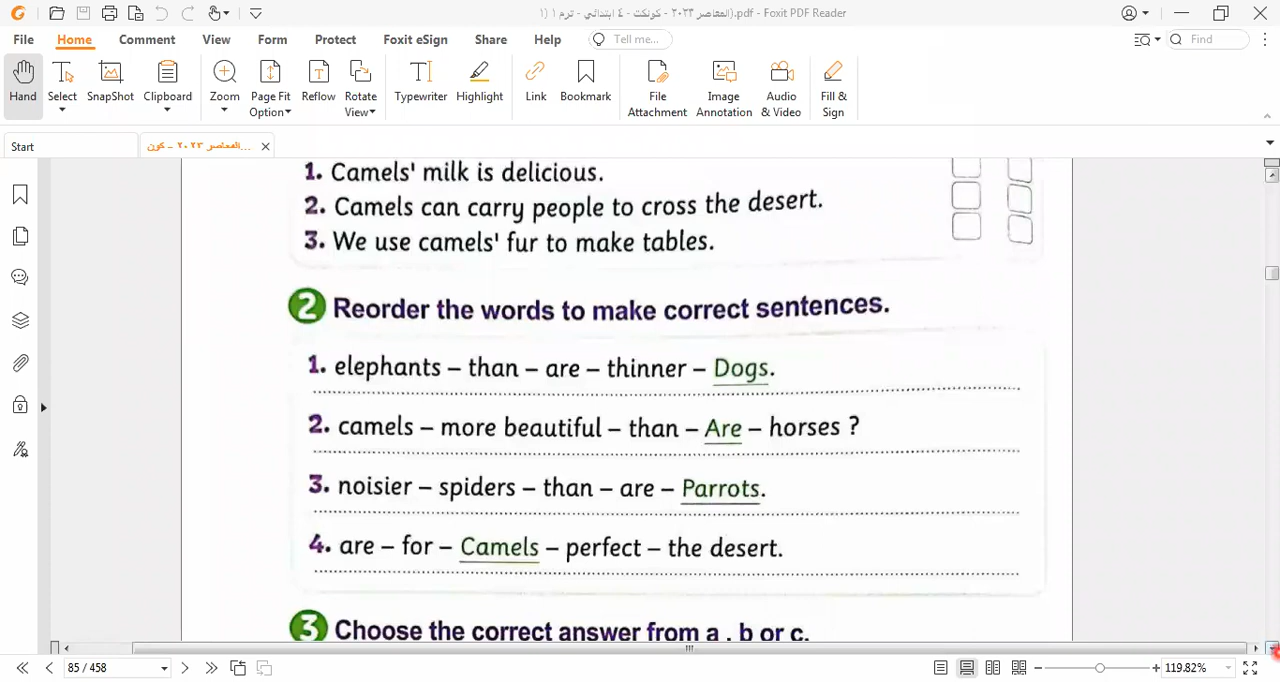 (المعاصر ٢٠٢٣ - كونكت - ٤ ابتدائي - ترم ١ (١.pdf - Foxit PDF Reader
File Home Comment View Form Protect Foxit eSign Share Help Tell me... Find
Hand Select SnapShot Clipboard Zoom Page Fit Option Reflow Rotate View Typewriter Highlight Link Bookmark File Attachment Image Annotation Audio & Video Fill & Sign
Start المعاصر ٢٠٢٣ - كون...
1. Camels' milk is delicious.
2. Camels can carry people to cross the desert.
3. We use camels' fur to make tables.
2 Reorder the words to make correct sentences.
1. elephants – than – are – thinner – Dogs.
2. camels – more beautiful – than – Are – horses ?
3. noisier – spiders – than – are – Parrots.
4. are – for – Camels – perfect – the desert.
3 Choose the correct answer from a , b or c.
85 / 458 119.82%